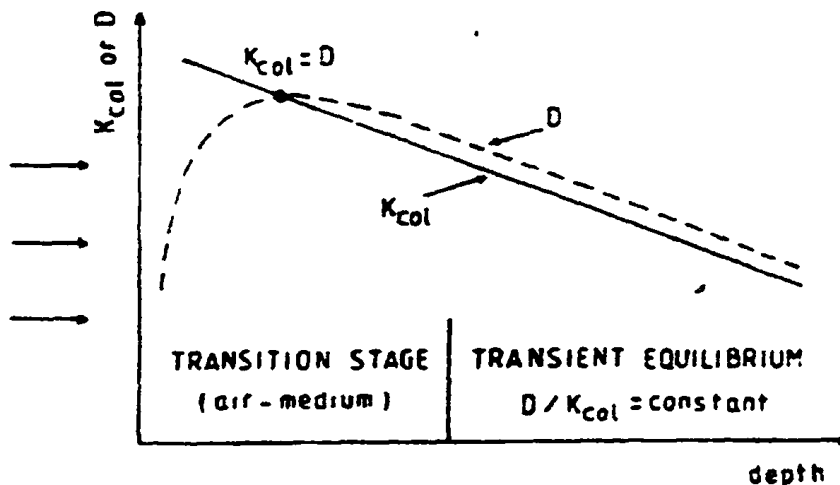 K_col or D
K_col = D
D
K_col
TRANSITION STAGE
(air - medium)
TRANSIENT EQUILIBRIUM
D / K_col = constant
depth